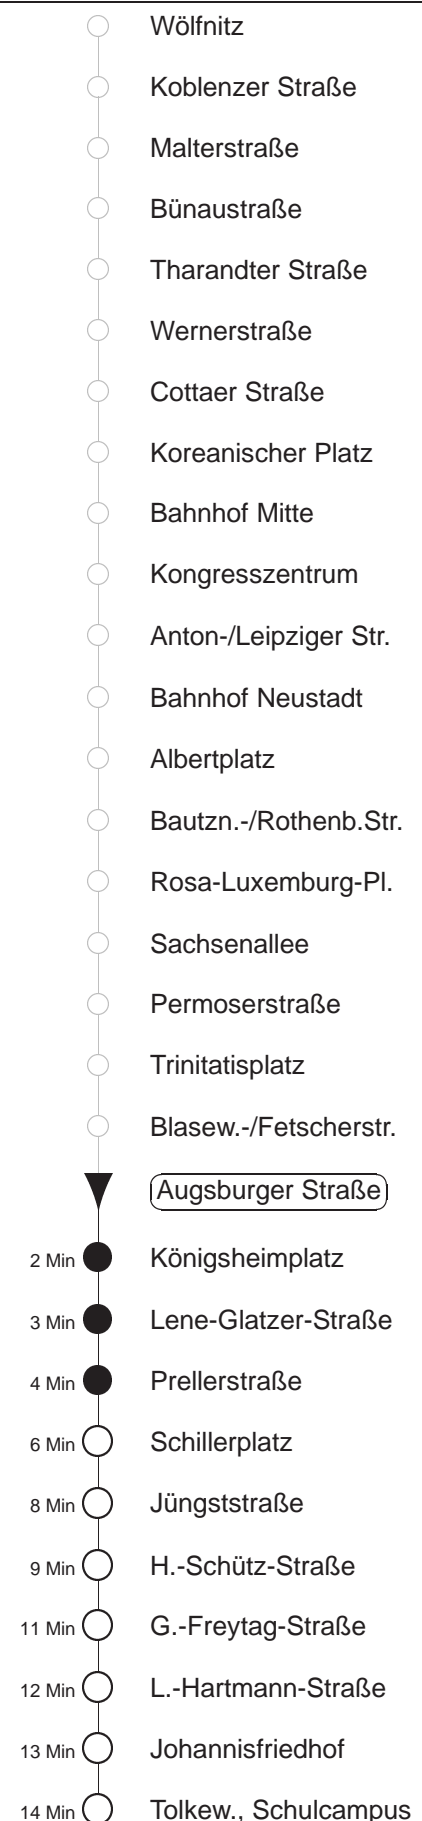 Wölfnitz
Koblenzer Straße
Malterstraße
Bünaustraße
Tharandter Straße
Wernerstraße
Cottaer Straße
Koreanischer Platz
Bahnhof Mitte
Kongresszentrum
Anton-/Leipziger Str.
Bahnhof Neustadt
Albertplatz
Bautzn.-/Rothenb.Str.
Rosa-Luxemburg-Pl.
Sachsenallee
Permoserstraße
Trinitatisplatz
Blasew.-/Fetscherstr.
Augsburger Straße
2 Min Königsheimplatz
3 Min Lene-Glatzer-Straße
4 Min Prellerstraße
6 Min Schillerplatz
8 Min Jüngststraße
9 Min H.-Schütz-Straße
11 Min G.-Freytag-Straße
12 Min L.-Hartmann-Straße
13 Min Johannisfriedhof
14 Min Tolkew., Schulcampus